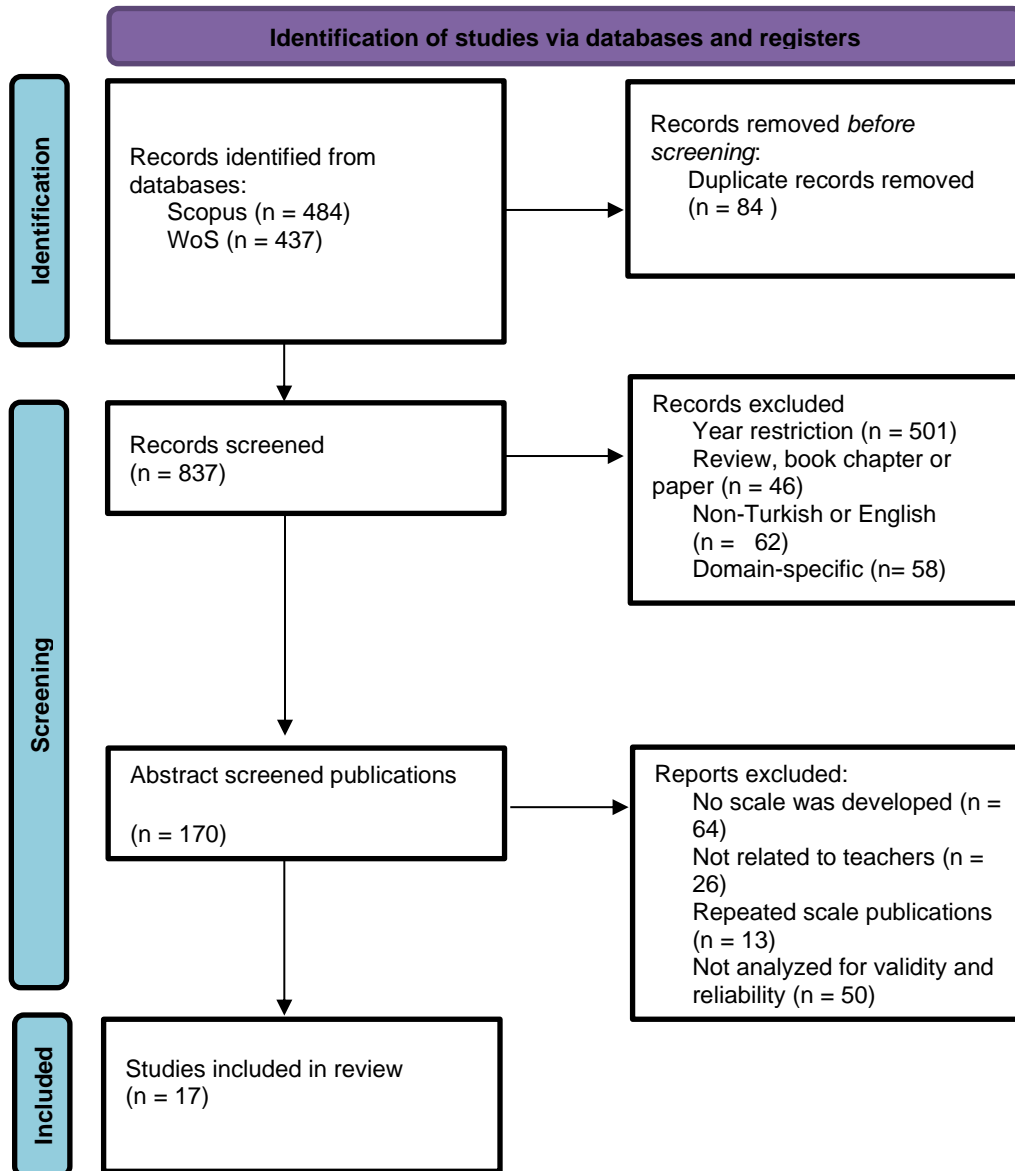 Identification of studies via databases and registers
Identification
Records identified from
databases:
Scopus (n = 484)
WoS (n = 437)
Records removed before
screening:
Duplicate records removed
(n = 84 )
Screening
Records screened
(n = 837)
Records excluded
Year restriction (n = 501)
Review, book chapter or
paper (n = 46)
Non-Turkish or English
(n =   62)
Domain-specific (n= 58)
Abstract screened publications
(n = 170)
Reports excluded:
No scale was developed (n =
64)
Not related to teachers (n =
26)
Repeated scale publications
(n = 13)
Not analyzed for validity and
reliability (n = 50)
Included
Studies included in review
(n = 17)